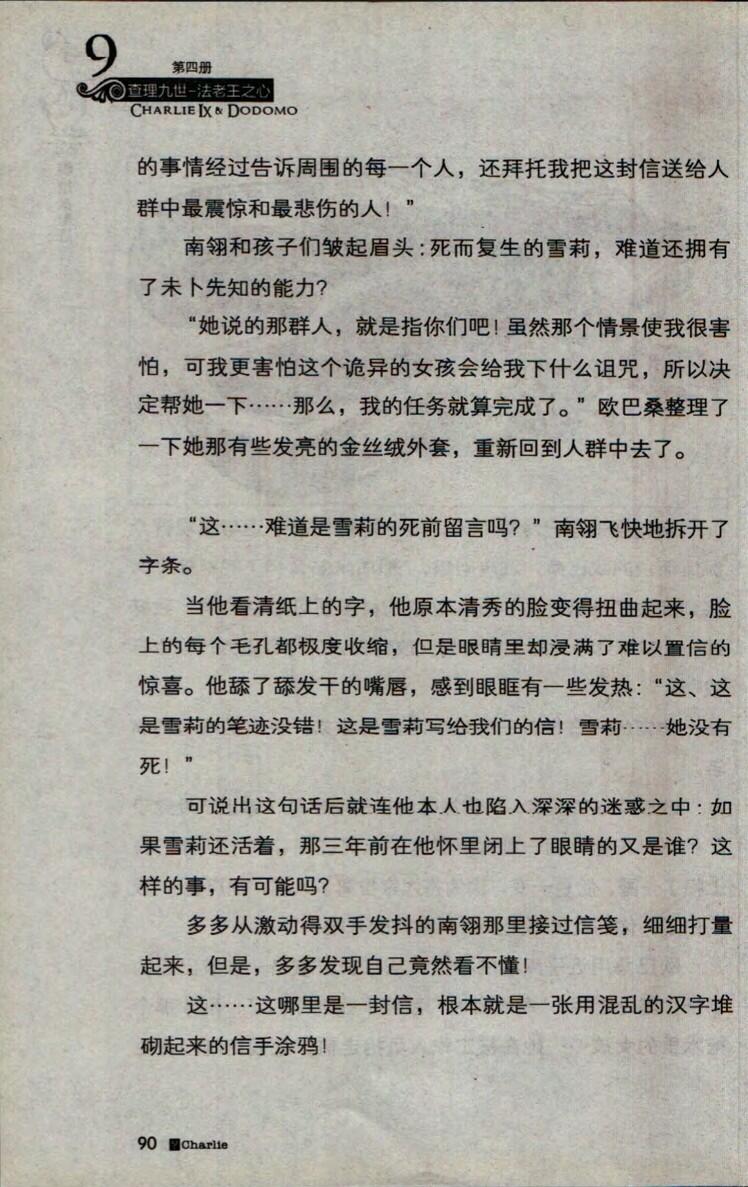 9
第四册
查理九世-法老王之心
CHARLIE IX & DODOMO
的事情经过告诉周围的每一个人，还拜托我把这封信送给人
群中最震惊和最悲伤的人！”
南翎和孩子们皱起眉头：死而复生的雪莉，难道还拥有
了未卜先知的能力？
“她说的那群人，就是指你们吧！虽然那个情景使我很害
怕，可我更害怕这个诡异的女孩会给我下什么诅咒，所以决
定帮她一下……那么，我的任务就算完成了。”欧巴桑整理了
一下她那有些发亮的金丝绒外套，重新回到人群中去了。
“这……难道是雪莉的死前留言吗？”南翎飞快地拆开了
字条。
当他看清纸上的字，他原本清秀的脸变得扭曲起来，脸
上的每个毛孔都极度收缩，但是眼睛里却浸满了难以置信的
惊喜。他舔了舔发干的嘴唇，感到眼眶有一些发热：“这、这
是雪莉的笔迹没错！这是雪莉写给我们的信！雪莉……她没有
死！”
可说出这句话后就连他本人也陷入深深的迷惑之中：如
果雪莉还活着，那三年前在他怀里闭上了眼睛的又是谁？这
样的事，有可能吗？
多多从激动得双手发抖的南翎那里接过信笺，细细打量
起来，但是，多多发现自己竟然看不懂！
这……这哪里是一封信，根本就是一张用混乱的汉字堆
砌起来的信手涂鸦！
90 Charlie